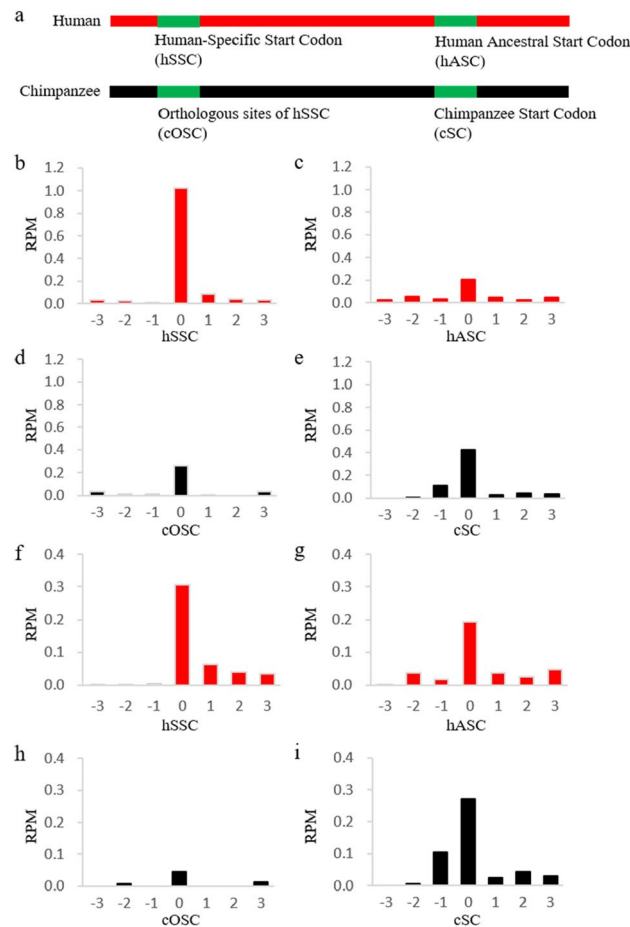 a
Human
Human-Specific Start Codon
(hSSC)
Human Ancestral Start Codon
(hASC)
Chimpanzee
Orthologous sites of hSSC
(cOSC)
Chimpanzee Start Codon
(cSC)
b
RPM
1.2
1.0
0.8
0.6
0.4
0.2
0.0
-3 -2 -1 0 1 2 3
hSSC
c
RPM
1.2
1.0
0.8
0.6
0.4
0.2
0.0
-3 -2 -1 0 1 2 3
hASC
d
RPM
1.2
1.0
0.8
0.6
0.4
0.2
0.0
-3 -2 -1 0 1 2 3
cOSC
e
RPM
1.2
1.0
0.8
0.6
0.4
0.2
0.0
-3 -2 -1 0 1 2 3
cSC
f
RPM
0.4
0.3
0.2
0.1
0.0
-3 -2 -1 0 1 2 3
hSSC
g
RPM
0.4
0.3
0.2
0.1
0.0
-3 -2 -1 0 1 2 3
hASC
h
RPM
0.4
0.3
0.2
0.1
0.0
-3 -2 -1 0 1 2 3
cOSC
i
RPM
0.4
0.3
0.2
0.1
0.0
-3 -2 -1 0 1 2 3
cSC